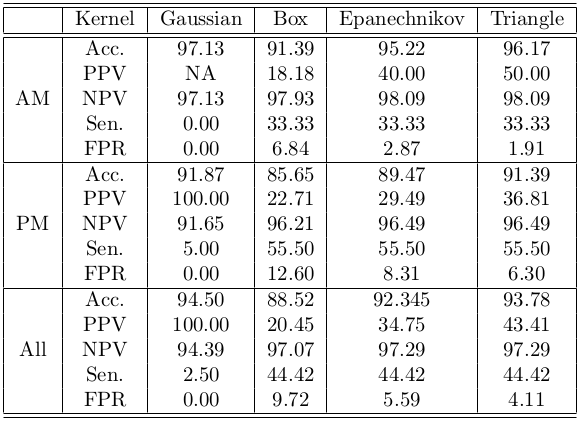 Kernel Gaussian Box Epanechnikov Triangle
Acc. 97.13 91.39 95.22 96.17
PPV NA 18.18 40.00 50.00
AM NPV 97.13 97.93 98.09 98.09
Sen. 0.00 33.33 33.33 33.33
FPR 0.00 6.84 2.87 1.91
Acc. 91.87 85.65 89.47 91.39
PPV 100.00 22.71 29.49 36.81
PM NPV 91.65 96.21 96.49 96.49
Sen. 5.00 55.50 55.50 55.50
FPR 0.00 12.60 8.31 6.30
Acc. 94.50 88.52 92.345 93.78
PPV 100.00 20.45 34.75 43.41
All NPV 94.39 97.07 97.29 97.29
Sen. 2.50 44.42 44.42 44.42
FPR 0.00 9.72 5.59 4.11